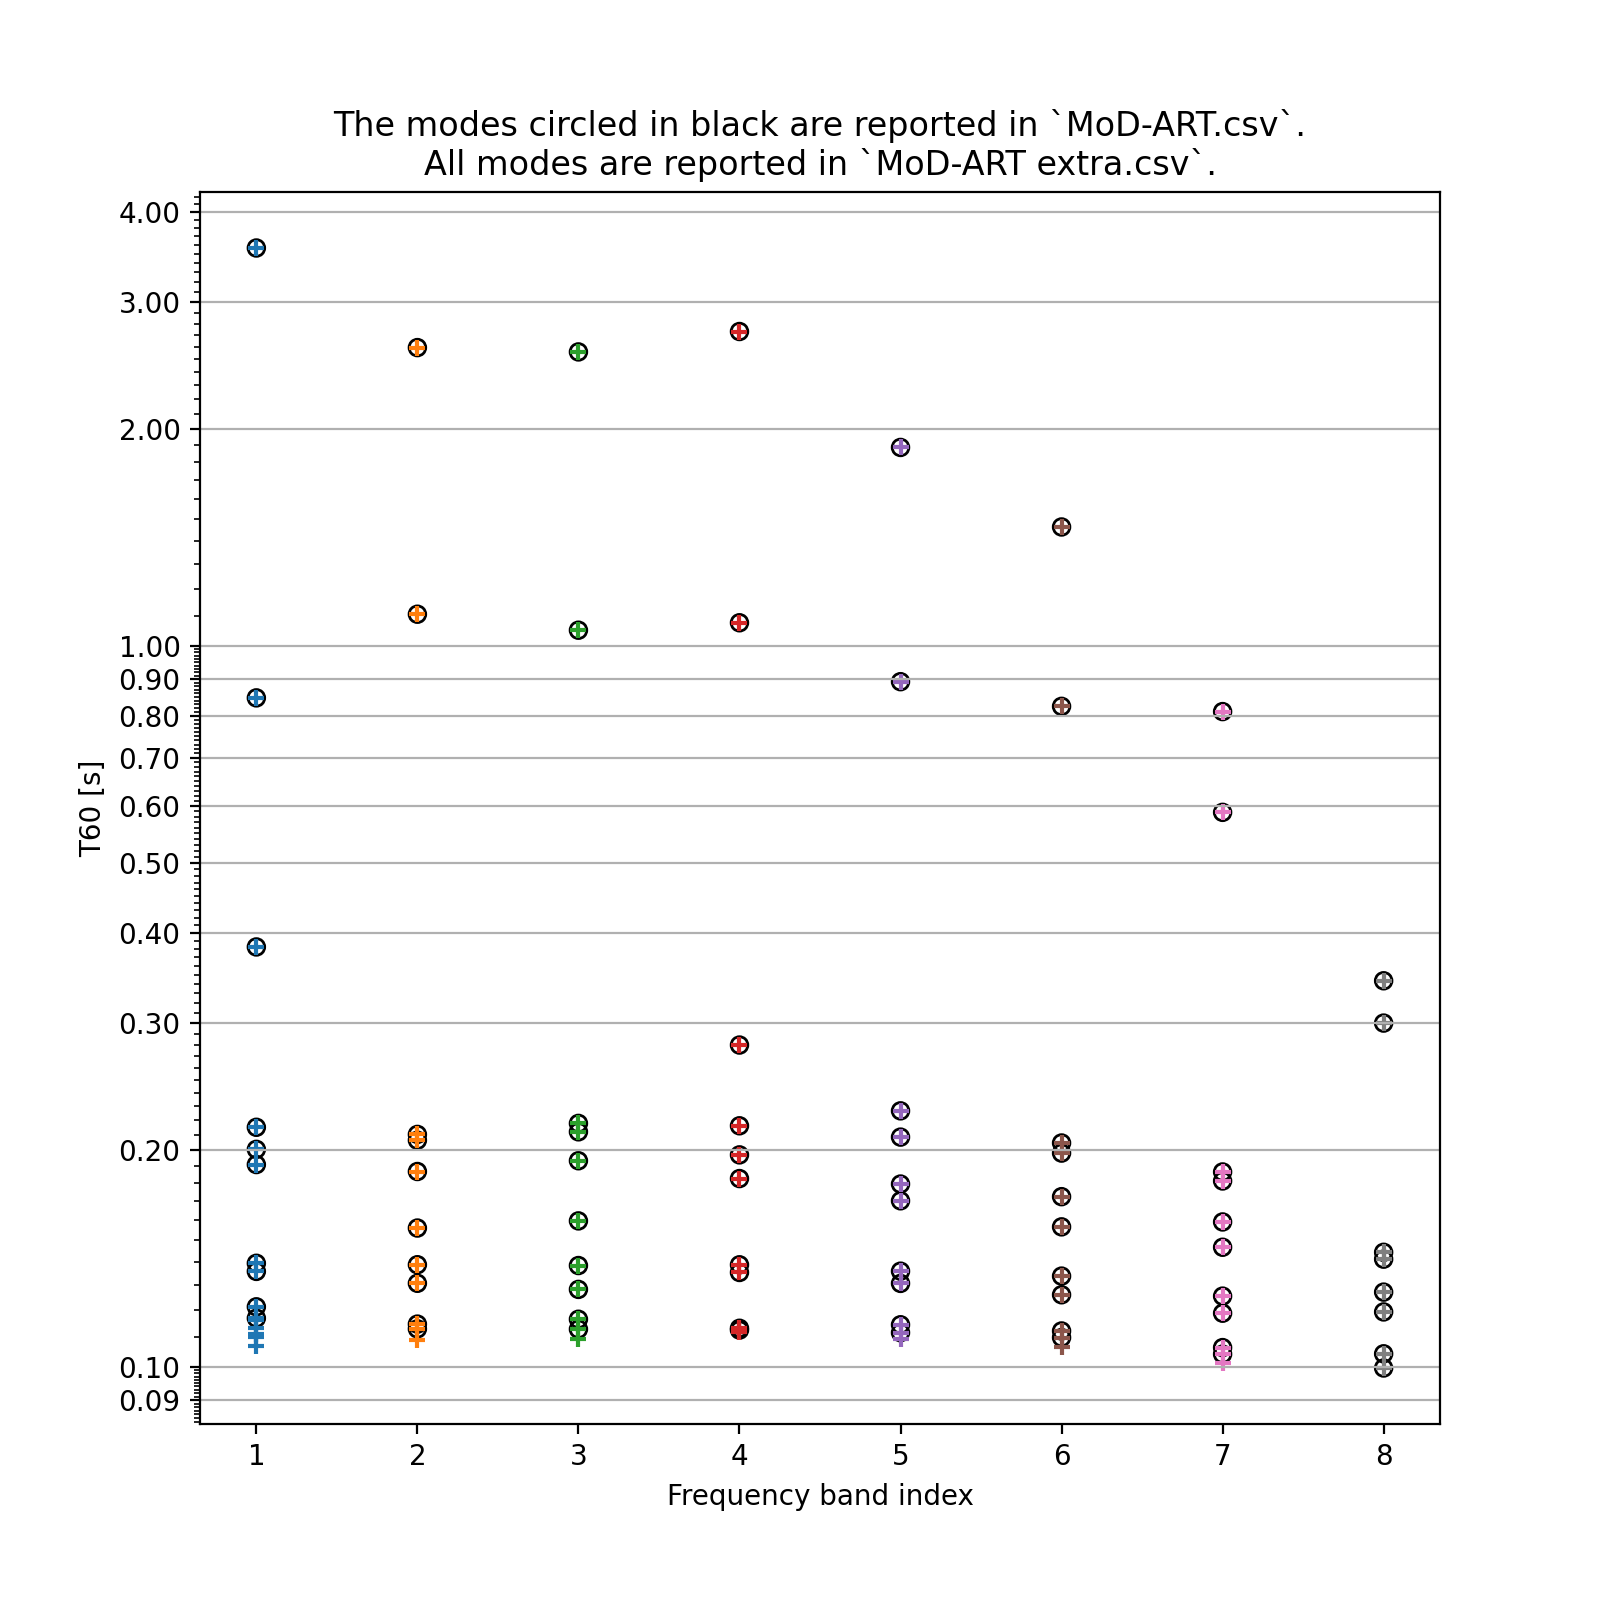 The modes circled in black are reported in `MoD-ART.csv`.
All modes are reported in `MoD-ART extra.csv`.
4.00
3.00
2.00
1.00
0.90
0.80
0.70
0.60
0.50
0.40
0.30
0.20
0.10
0.09
T60 [s]
1 2 3 4 5 6 7 8
Frequency band index